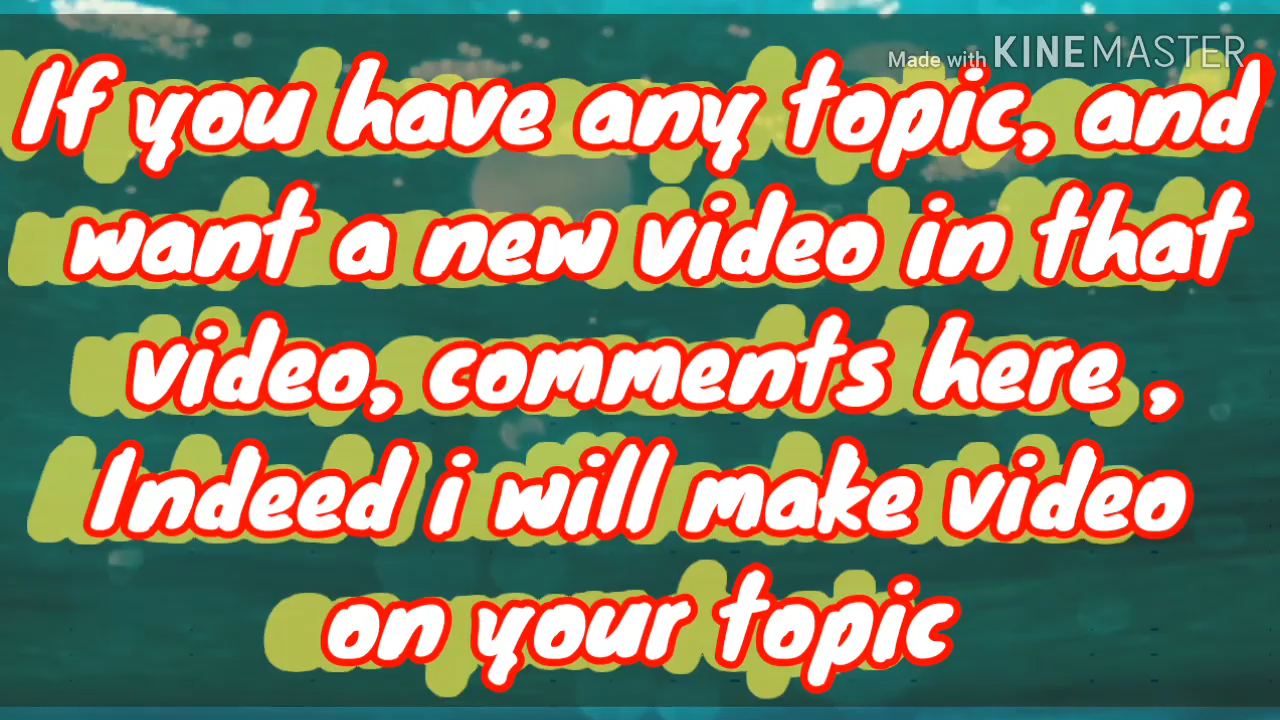 Made with KINEMASTER
If you have any topic, and
want a new video in that
video, comments here ,
Indeed i will make video
on your topic